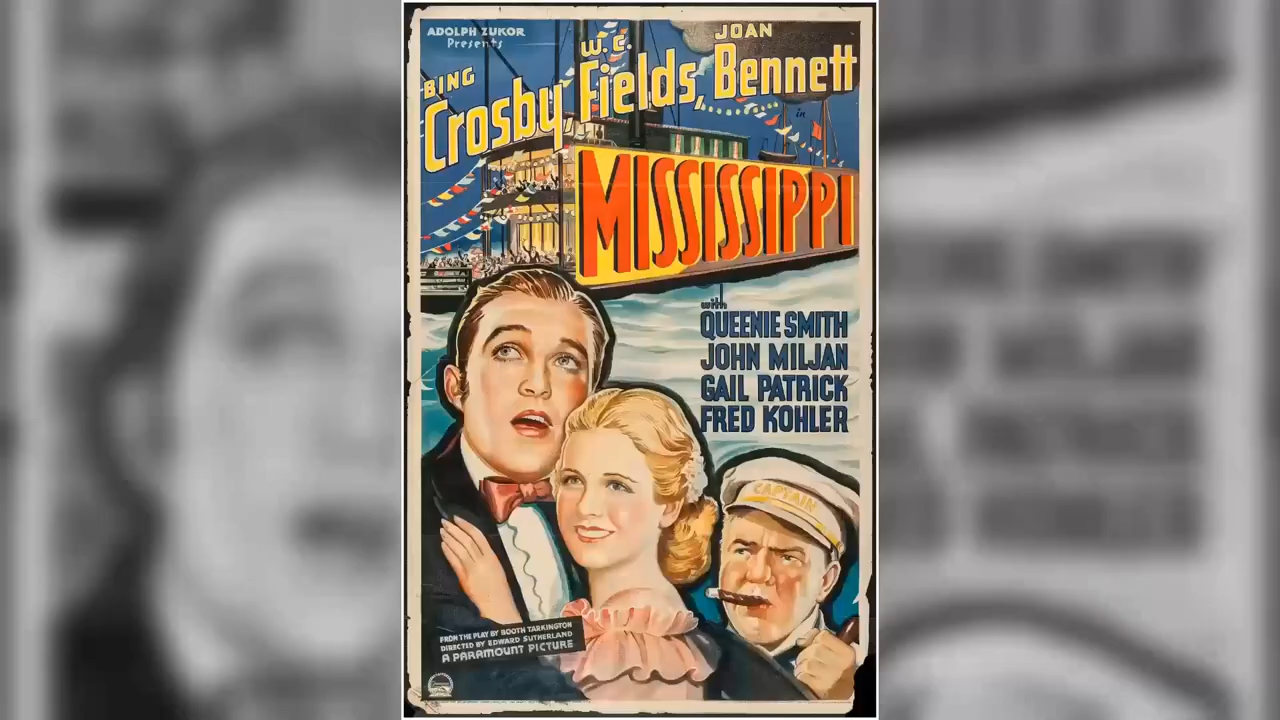 ADOLPH ZUKOR
Presents
BING
Crosby,
W.C.
Fields,
JOAN
Bennett
in
MISSISSIPPI
with
QUEENIE SMITH
JOHN MILJAN
GAIL PATRICK
FRED KOHLER
CAPTAIN
FROM THE PLAY BY BOOTH TARKINGTON
DIRECTED BY EDWARD SUTHERLAND
A PARAMOUNT PICTURE